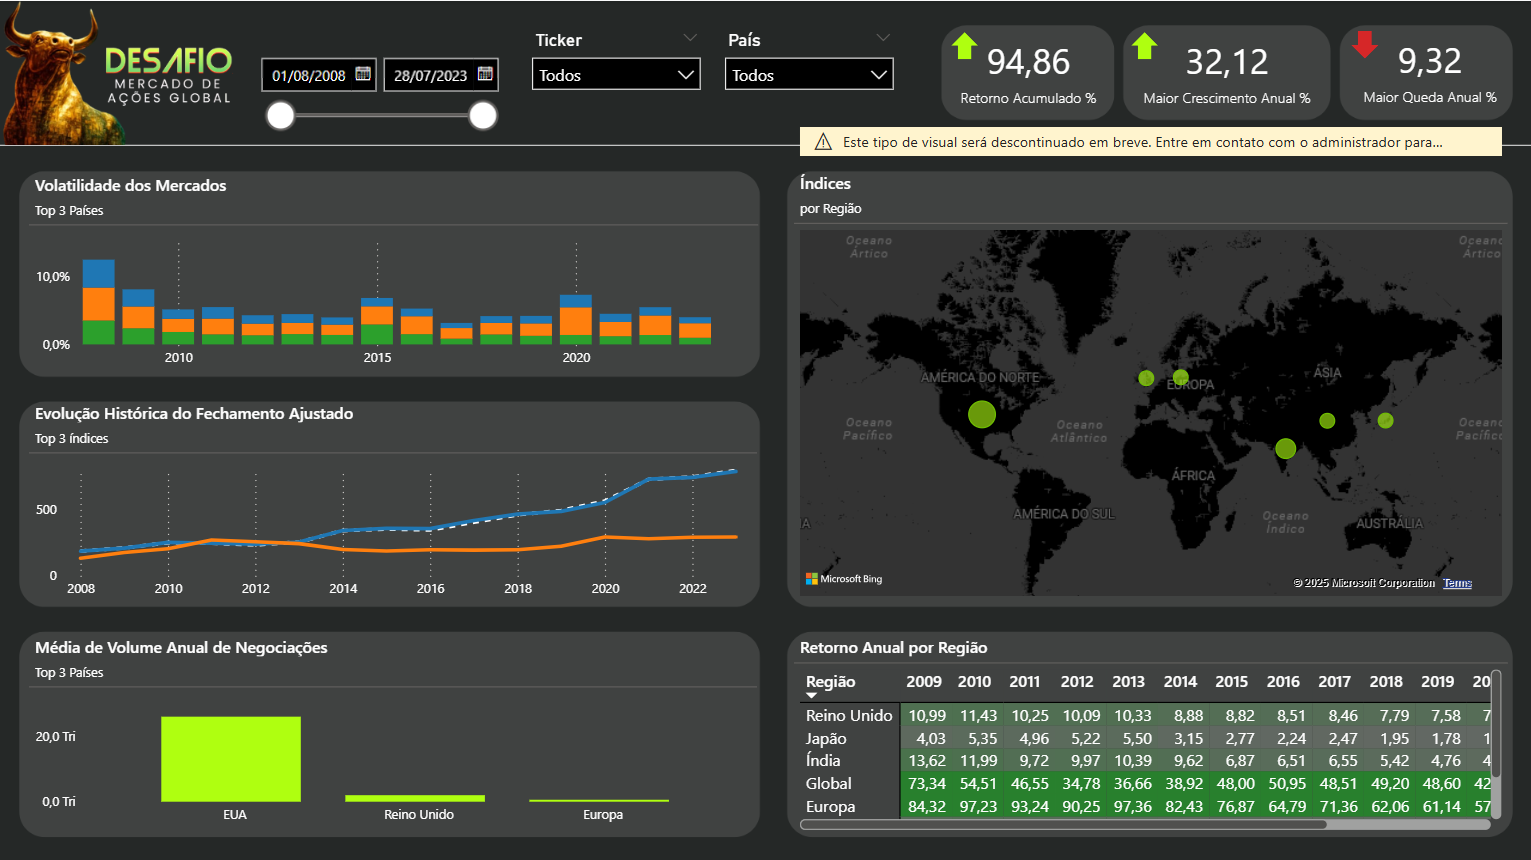 DESAFIO
MERCADO DE
AÇÕES GLOBAL
01/08/2008
28/07/2023
Ticker
Todos
País
Todos
94,86
Retorno Acumulado %
32,12
Maior Crescimento Anual %
9,32
Maior Queda Anual %
Este tipo de visual será descontinuado em breve. Entre em contato com o administrador para...
Volatilidade dos Mercados
Top 3 Países
10,0%
0,0%
2010 2015 2020
Índices
por Região
Oceano Ártico
Oceano Ártico
AMÉRICA DO NORTE
EUROPA
ÁSIA
Oceano Pacífico
Oceano Atlântico
Oceano Pacífico
ÁFRICA
AMÉRICA DO SUL
Oceano Índico
AUSTRÁLIA
IA
Microsoft Bing
© 2025 Microsoft Corporation Terms
Evolução Histórica do Fechamento Ajustado
Top 3 índices
500
0
2008 2010 2012 2014 2016 2018 2020 2022
Média de Volume Anual de Negociações
Top 3 Países
20,0 Tri
0,0 Tri
EUA Reino Unido Europa
Retorno Anual por Região
Região 2009 2010 2011 2012 2013 2014 2015 2016 2017 2018 2019 20
Reino Unido 10,99 11,43 10,25 10,09 10,33 8,88 8,82 8,51 8,46 7,79 7,58 7
Japão 4,03 5,35 4,96 5,22 5,50 3,15 2,77 2,24 2,47 1,95 1,78 1
Índia 13,62 11,99 9,72 9,97 10,39 9,62 6,87 6,51 6,55 5,42 4,76 4
Global 73,34 54,51 46,55 34,78 36,66 38,92 48,00 50,95 48,51 49,20 48,60 42
Europa 84,32 97,23 93,24 90,25 97,36 82,43 76,87 64,79 71,36 62,06 61,14 57